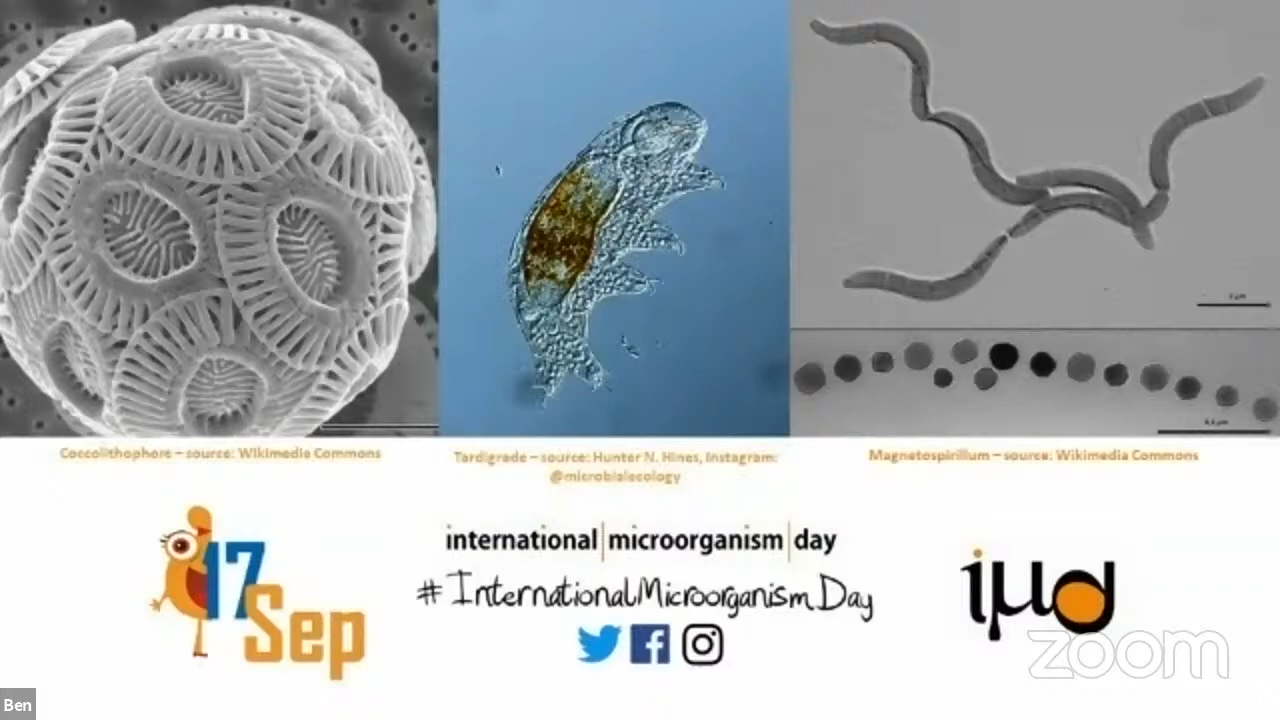 Coccolithophore – source: Wikimedia Commons
Tardigrade – source: Hunter N. Hines, Instagram:
@microbialecology
Magnetospirillum – source: Wikimedia Commons
17
Sep
international|microorganism|day
#InternationalMicroorganismDay
iμd
zoom
Ben